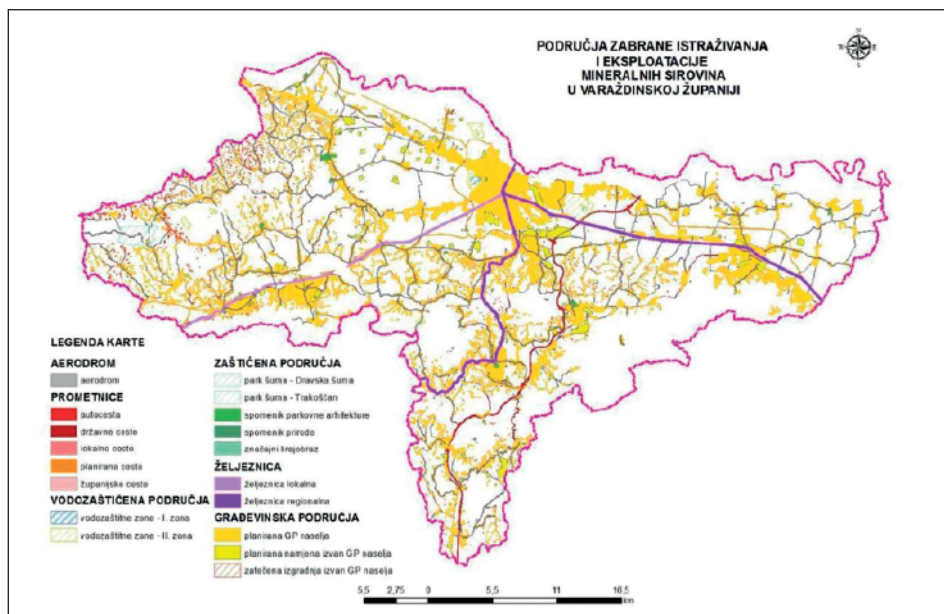 PODRUČJA ZABRANE ISTRAŽIVANJA
I EKSPLOATACIJE
MINERALNIH SIROVINA
U VARAŽDINSKOJ ŽUPANIJI
LEGENDA KARTE
AERODROM
aerodrom
PROMETNICE
autocesta
državne ceste
lokalne ceste
planirana cesta
županijske ceste
VODOZAŠTIĆENA PODRUČJA
vodozaštitne zone - I. zona
vodozaštitne zone - II. zona
ZAŠTIĆENA PODRUČJA
park šuma - Dravska šuma
park šuma - Trakošćan
spomenik parkovne arhitekture
spomenik prirode
značajni krajobraz
ŽELJEZNICA
željeznica lokalna
željeznica regionalna
GRAĐEVINSKA PODRUČJA
planirana GP naselja
planirana namjena izvan GP naselja
zatečena izgradnja izvan GP naselja
5,5 2,75 0 5,5 11 16,5
km